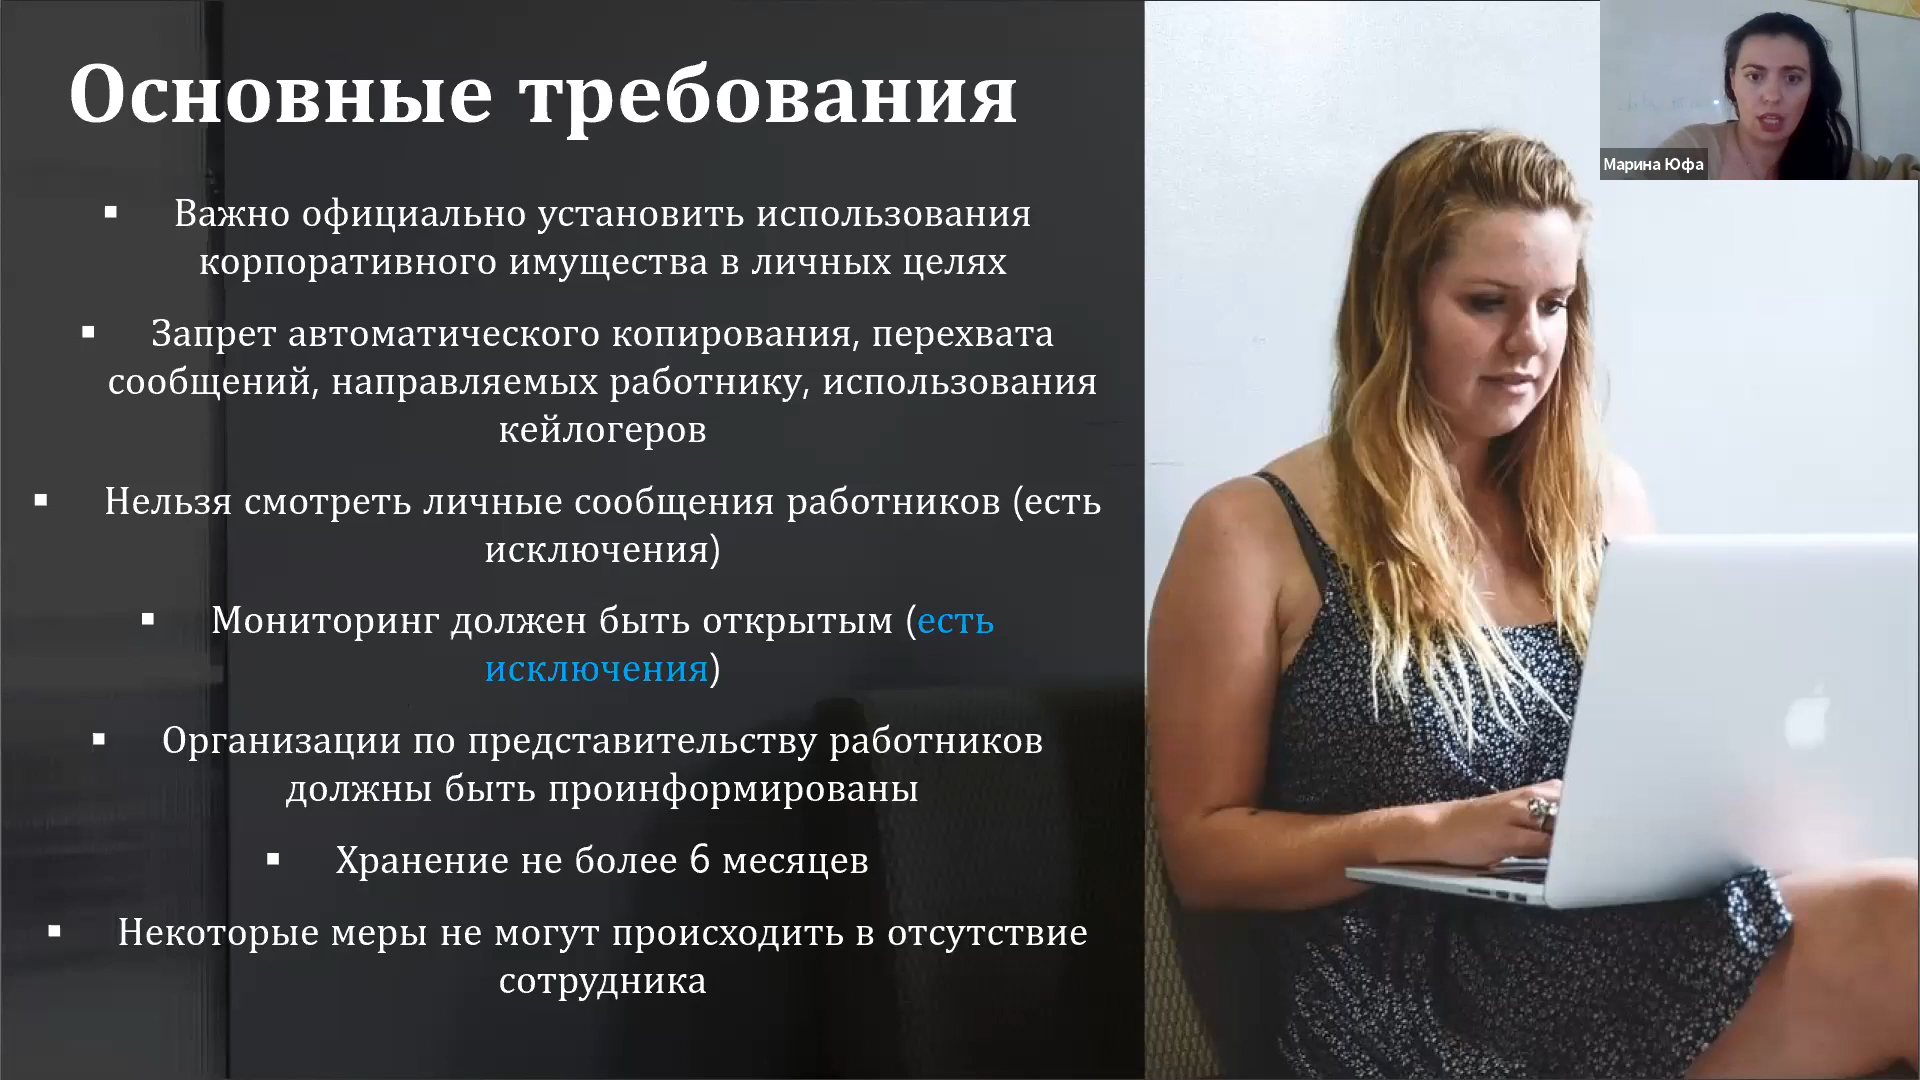 Основные требования
Марина Юфа
▪ Важно официально установить использования
корпоративного имущества в личных целях
▪ Запрет автоматического копирования, перехвата
сообщений, направляемых работнику, использования
кейлогеров
▪ Нельзя смотреть личные сообщения работников (есть
исключения)
▪ Мониторинг должен быть открытым (есть
исключения)
▪ Организации по представительству работников
должны быть проинформированы
▪ Хранение не более 6 месяцев
▪ Некоторые меры не могут происходить в отсутствие
сотрудника